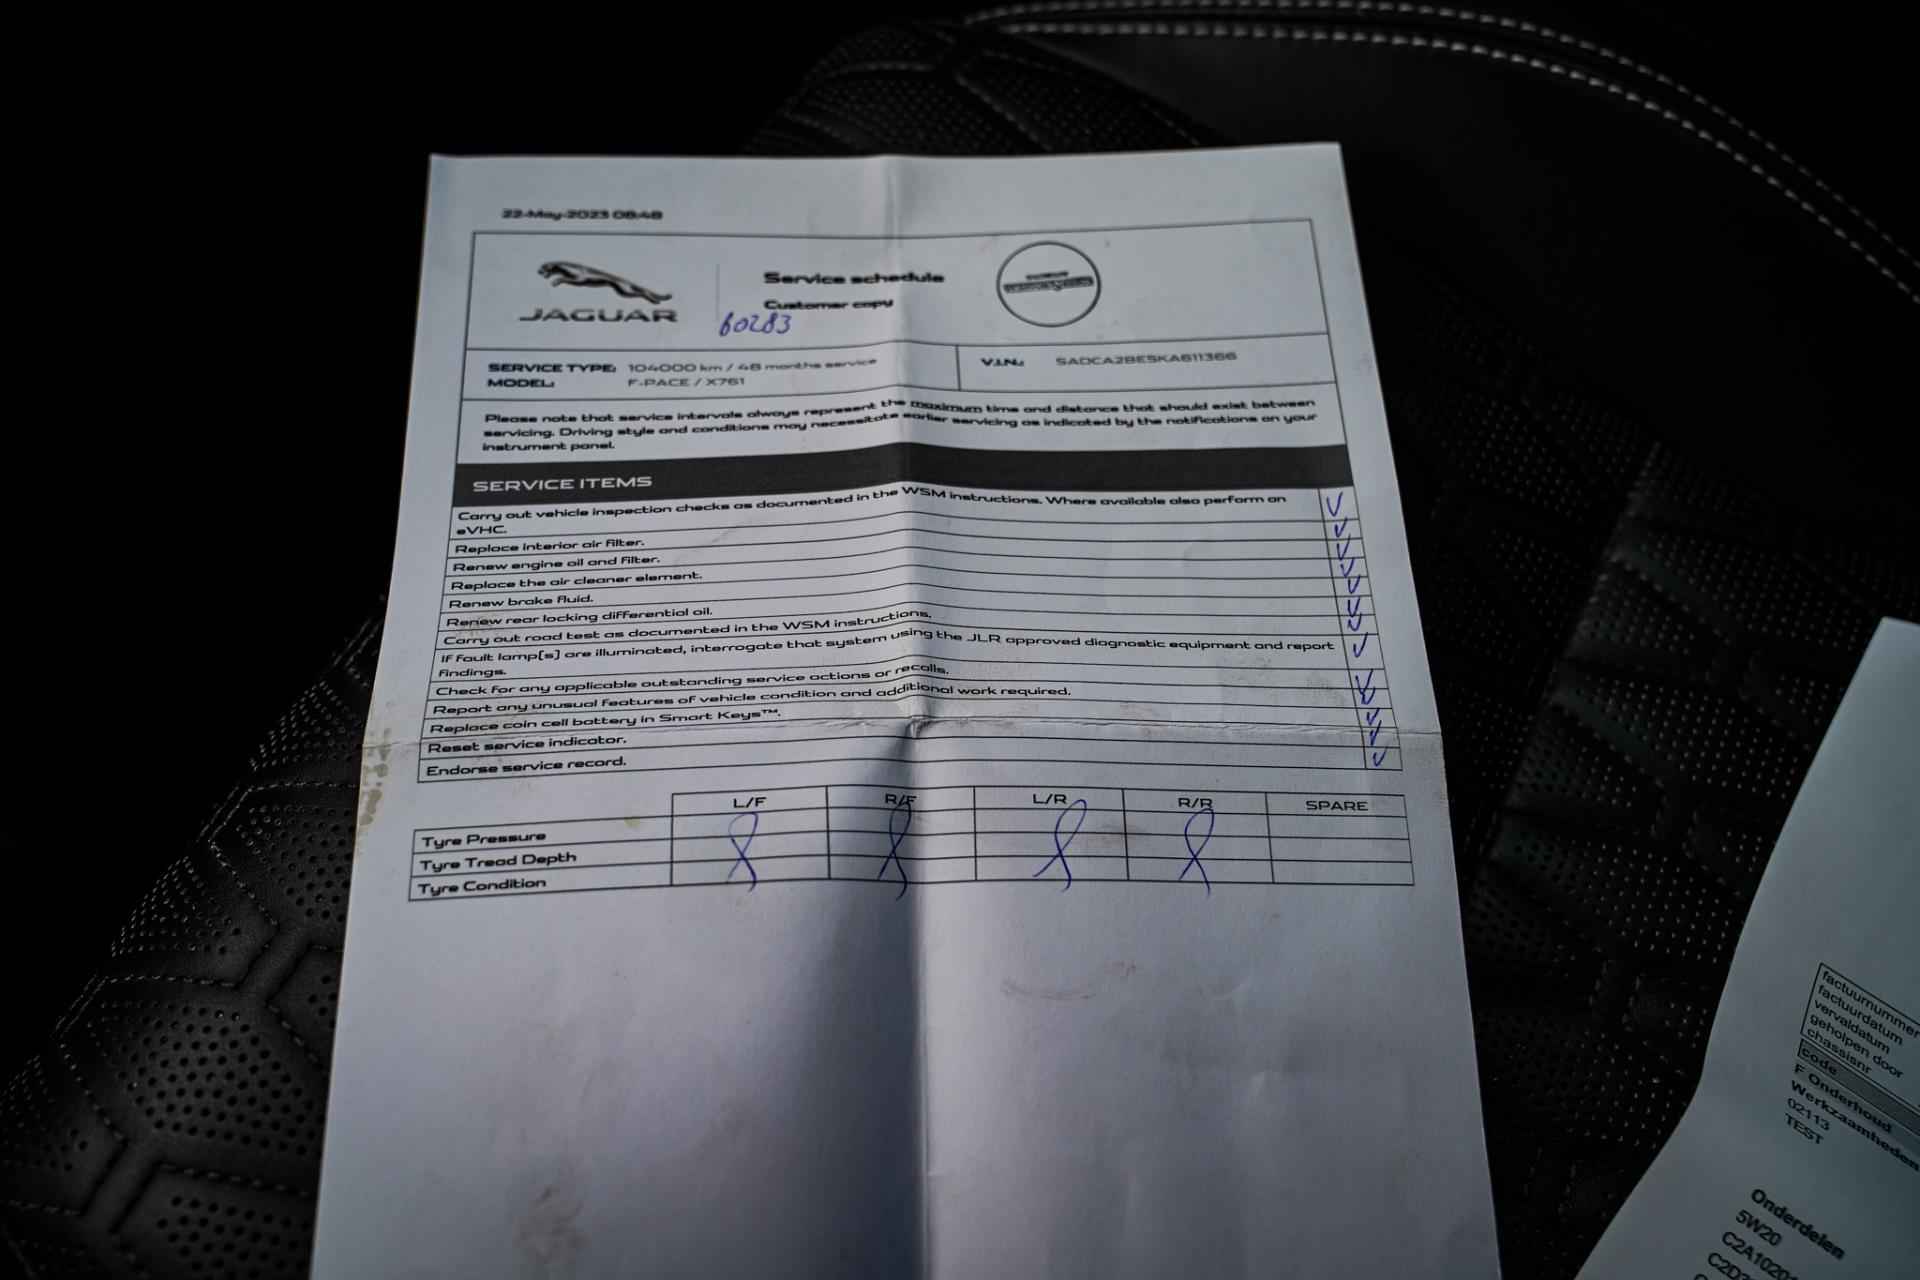 22-May-2023 08:48
JAGUAR
Service schedule
Customer copy
60283
SERVICE TYPE: 104000 km / 48 months service
MODEL: F-PACE / X761
V.I.N.: SADCA2BE5KA611366
Please note that service intervals always represent the maximum time and distance that should exist between
servicing. Driving style and conditions may necessitate earlier servicing as indicated by the notifications on your
instrument panel.
SERVICE ITEMS
Carry out vehicle inspection checks as documented in the WSM instructions. Where available also perform an
eVHC.
Replace interior air filter.
Renew engine oil and filter.
Replace the air cleaner element.
Renew brake fluid.
Renew rear locking differential oil.
Carry out road test as documented in the WSM instructions.
If fault lamp[s] are illuminated, interrogate that system using the JLR approved diagnostic equipment and report
findings.
Check for any applicable outstanding service actions or recalls.
Report any unusual features of vehicle condition and additional work required.
Replace coin cell battery in Smart Keys™.
Reset service indicator.
Endorse service record.
L/F R/F L/R R/R SPARE
Tyre Pressure
Tyre Tread Depth
Tyre Condition
factuurnummer
factuurdatum
vervaldatum
geholpen door
chassisnr
code
F Onderhoud
Werkzaamheden
02113
TEST
Onderdelen
5W20